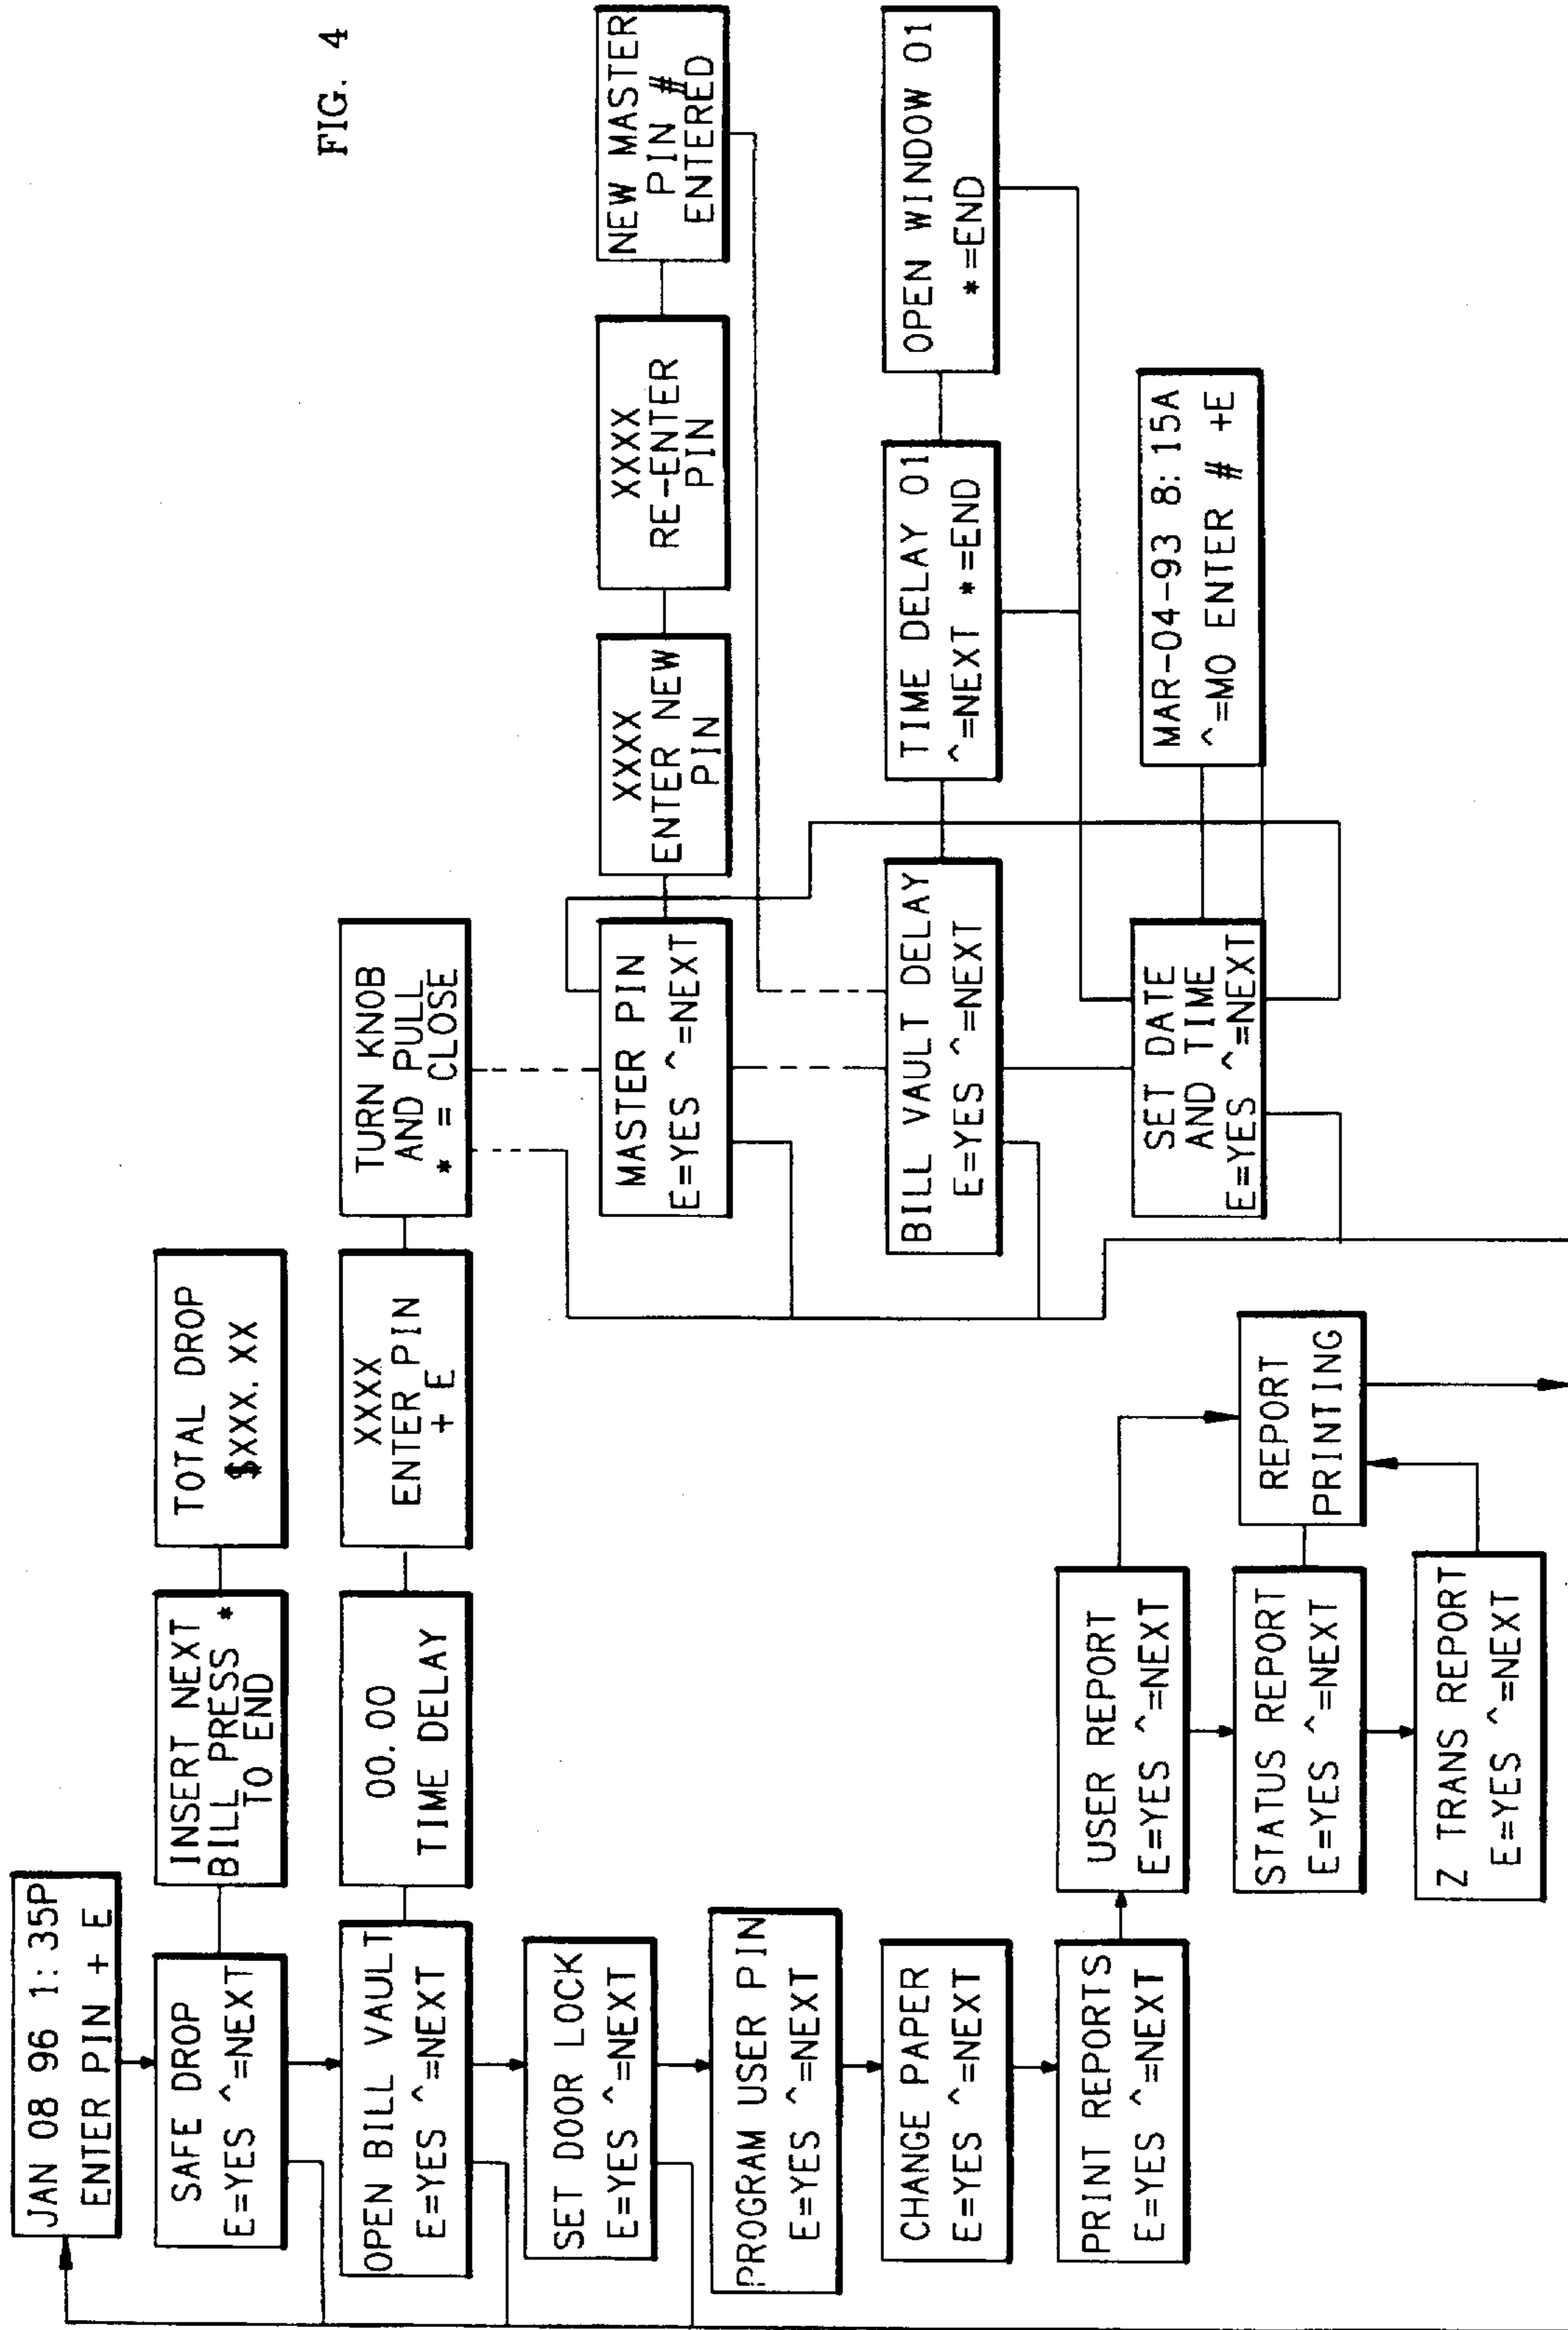 FIG. 4
JAN 08 96 1:35P
ENTER PIN + E
SAFE DROP
E=YES ^=NEXT
INSERT NEXT
BILL PRESS *
TO END
TOTAL DROP
$XXX.XX
OPEN BILL VAULT
E=YES ^=NEXT
00.00
TIME DELAY
XXXX
ENTER PIN
+ E
TURN KNOB
AND PULL
* = CLOSE
SET DOOR LOCK
E=YES ^=NEXT
PROGRAM USER PIN
E=YES ^=NEXT
CHANGE PAPER
E=YES ^=NEXT
PRINT REPORTS
E=YES ^=NEXT
USER REPORT
E=YES ^=NEXT
STATUS REPORT
E=YES ^=NEXT
Z TRANS REPORT
E=YES ^=NEXT
REPORT
PRINTING
MASTER PIN
E=YES ^=NEXT
XXXX
ENTER NEW
PIN
XXXX
RE-ENTER
PIN
NEW MASTER
PIN #
ENTERED
BILL VAULT DELAY
E=YES ^=NEXT
TIME DELAY 01
^=NEXT *=END
OPEN WINDOW 01
*=END
SET DATE
AND TIME
E=YES ^=NEXT
MAR-04-93 8:15A
^=MO ENTER # +E